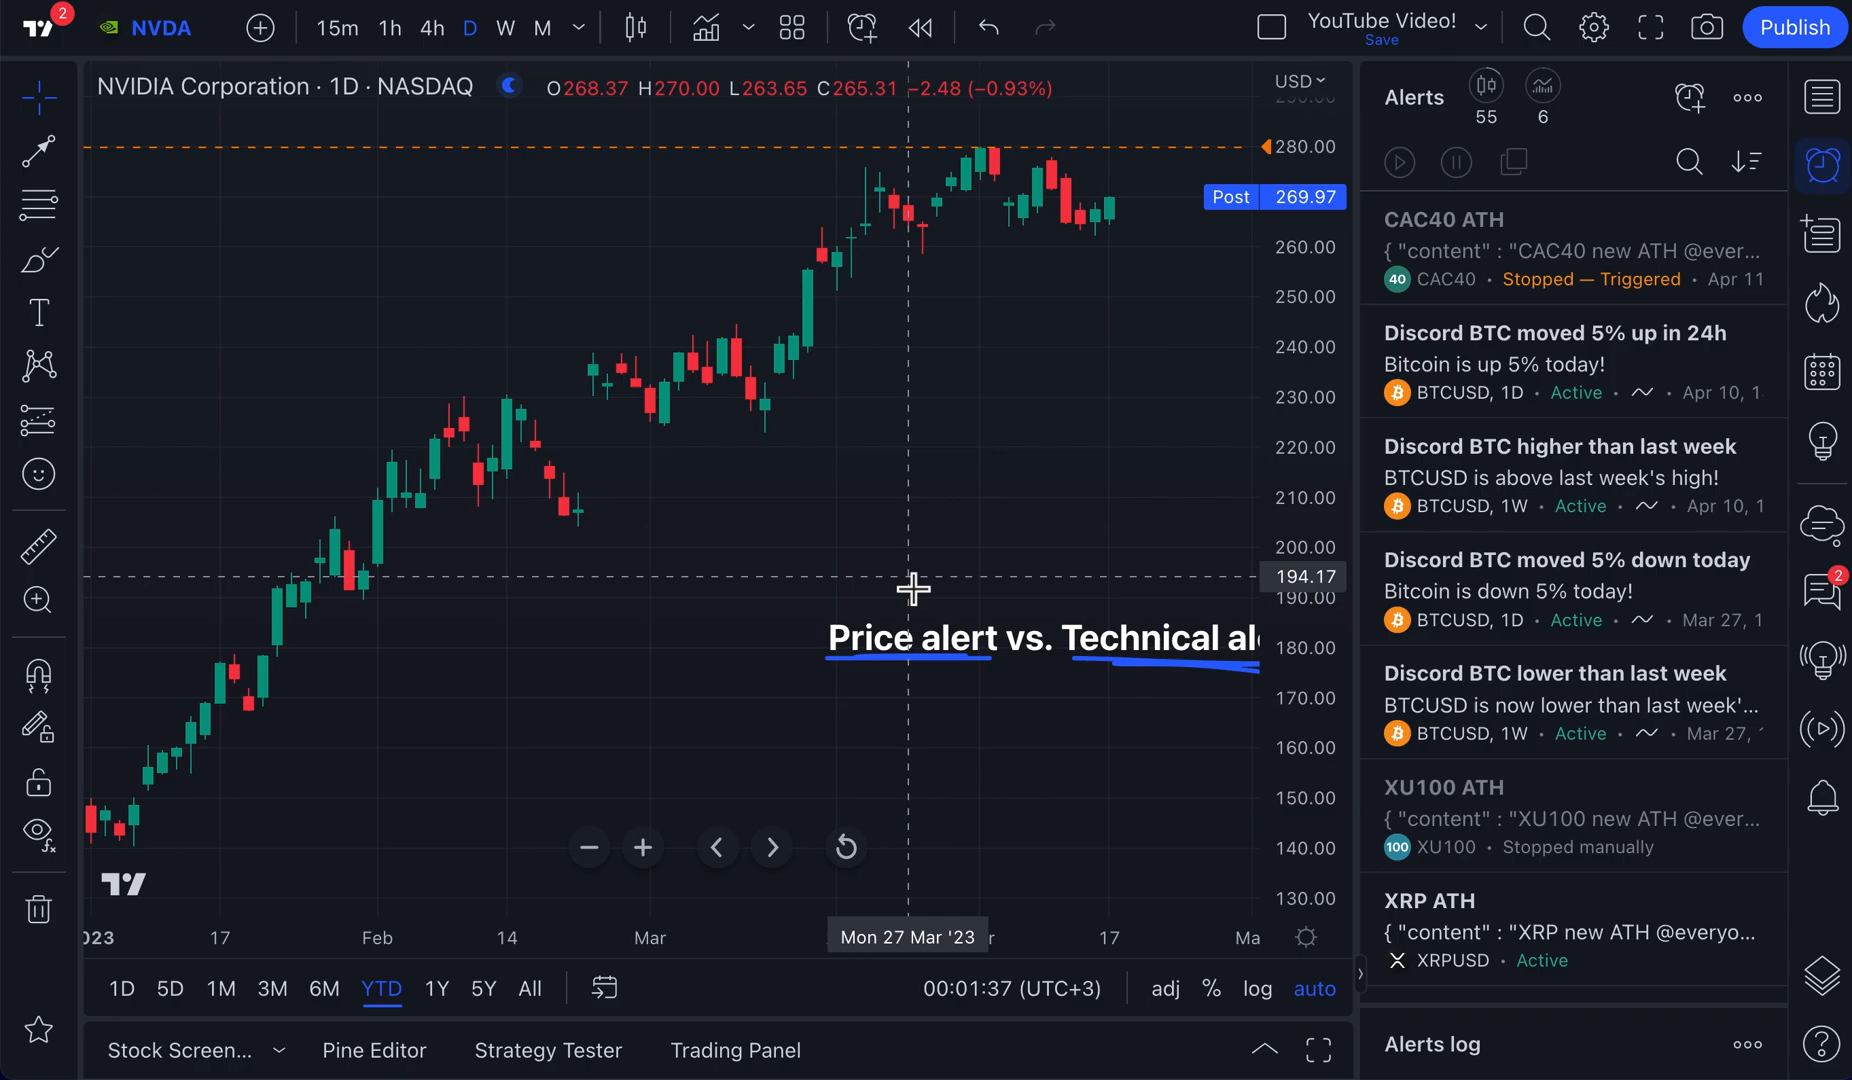 2
NVDA
15m 1h 4h D W M
YouTube Video!
Save
Publish
NVIDIA Corporation · 1D · NASDAQ
O268.37 H270.00 L263.65 C265.31 −2.48 (−0.93%)
USD
290.00
280.00
Post 269.97
260.00
250.00
240.00
230.00
220.00
210.00
200.00
194.17
190.00
180.00
170.00
160.00
150.00
140.00
130.00
Price alert vs. Technical al
023 17 Feb 14 Mar Mon 27 Mar '23 r 17 Ma
1D 5D 1M 3M 6M YTD 1Y 5Y All
00:01:37 (UTC+3)
adj % log auto
Stock Screen... Pine Editor Strategy Tester Trading Panel
Alerts
55
6
CAC40 ATH
{ "content" : "CAC40 new ATH @ever...
40 CAC40 · Stopped — Triggered · Apr 11
Discord BTC moved 5% up in 24h
Bitcoin is up 5% today!
BTCUSD, 1D · Active · · Apr 10, 1
Discord BTC higher than last week
BTCUSD is above last week's high!
BTCUSD, 1W · Active · · Apr 10, 1
Discord BTC moved 5% down today
Bitcoin is down 5% today!
BTCUSD, 1D · Active · · Mar 27, 1
Discord BTC lower than last week
BTCUSD is now lower than last week'...
BTCUSD, 1W · Active · · Mar 27,
XU100 ATH
{ "content" : "XU100 new ATH @ever...
100 XU100 · Stopped manually
XRP ATH
{ "content" : "XRP new ATH @everyo...
XRPUSD · Active
Alerts log
2